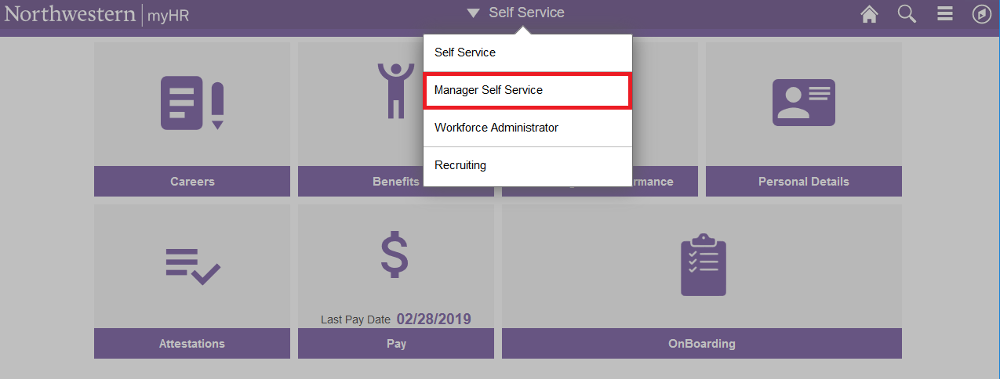 Northwestern | myHR
Self Service
Self Service
Manager Self Service
Workforce Administrator
Recruiting
Careers
Benefits
rmance
Personal Details
Last Pay Date 02/28/2019
Attestations
Pay
OnBoarding